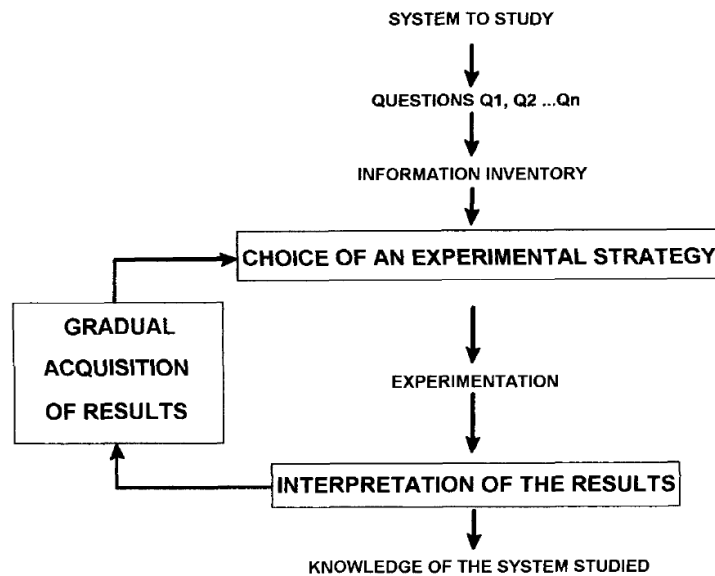 SYSTEM TO STUDY
QUESTIONS Q1, Q2 ...Qn
INFORMATION INVENTORY
CHOICE OF AN EXPERIMENTAL STRATEGY
GRADUAL
ACQUISITION
OF RESULTS
EXPERIMENTATION
INTERPRETATION OF THE RESULTS
KNOWLEDGE OF THE SYSTEM STUDIED